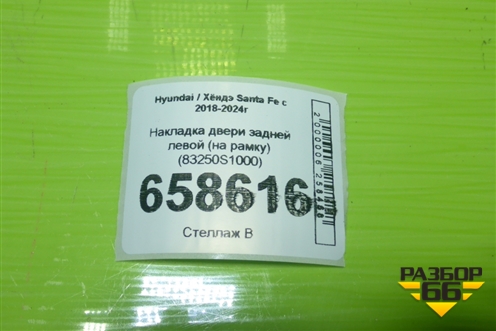 Hyundai / Хёндэ Santa Fe с
2018-2024г
Накладка двери задней
левой (на рамку)
(83250S1000)
658616
Стеллаж В
РАЗБОР
66